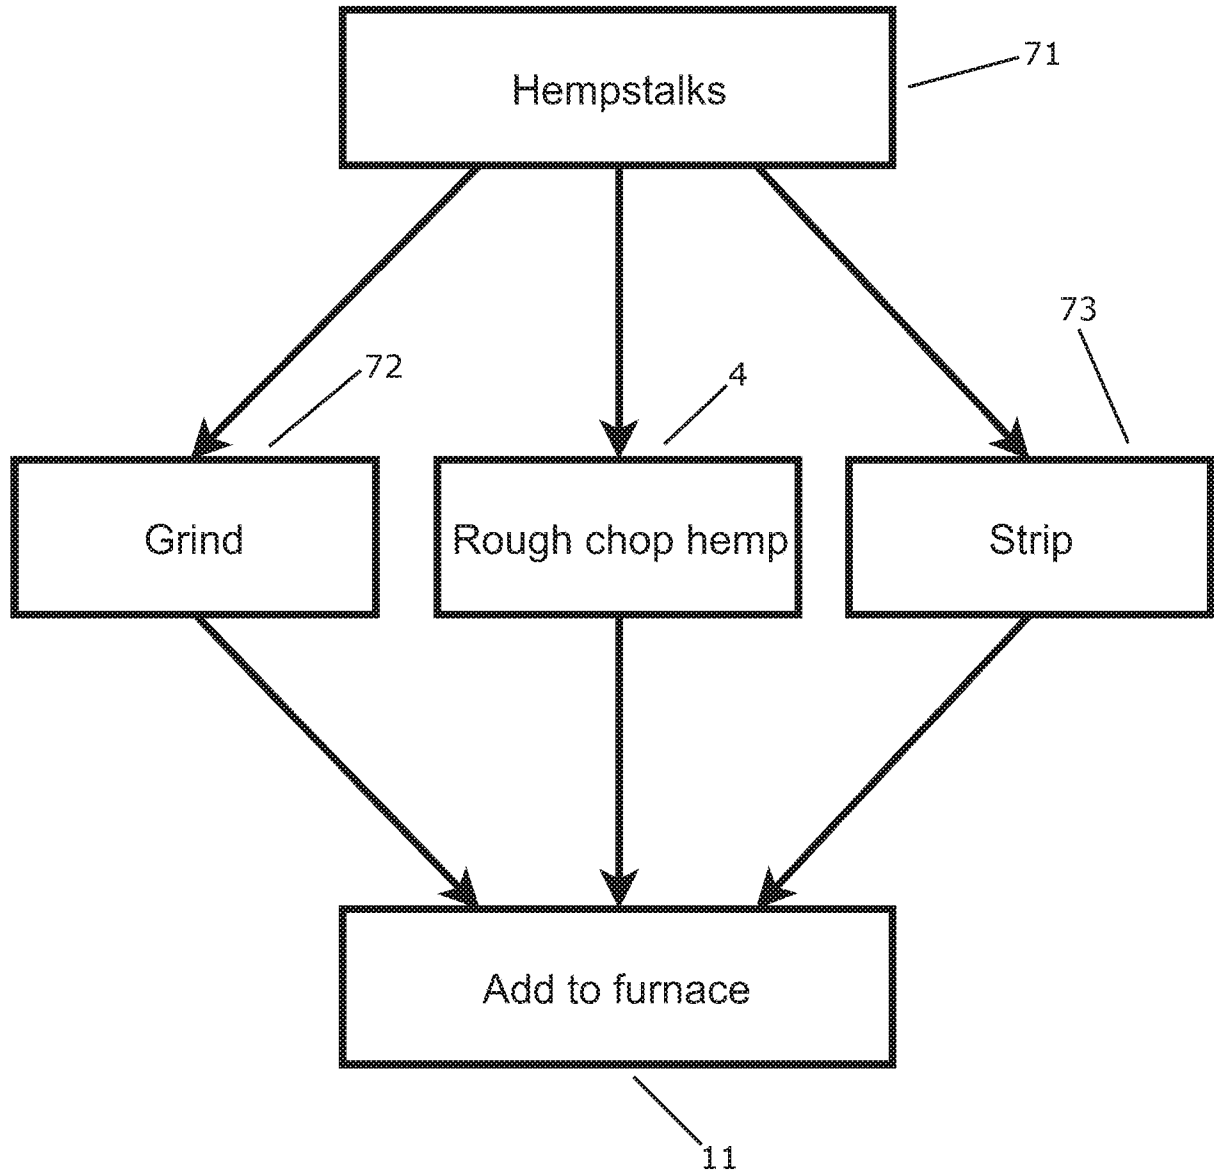 Hempstalks
71
72
4
73
Grind
Rough chop hemp
Strip
Add to furnace
11